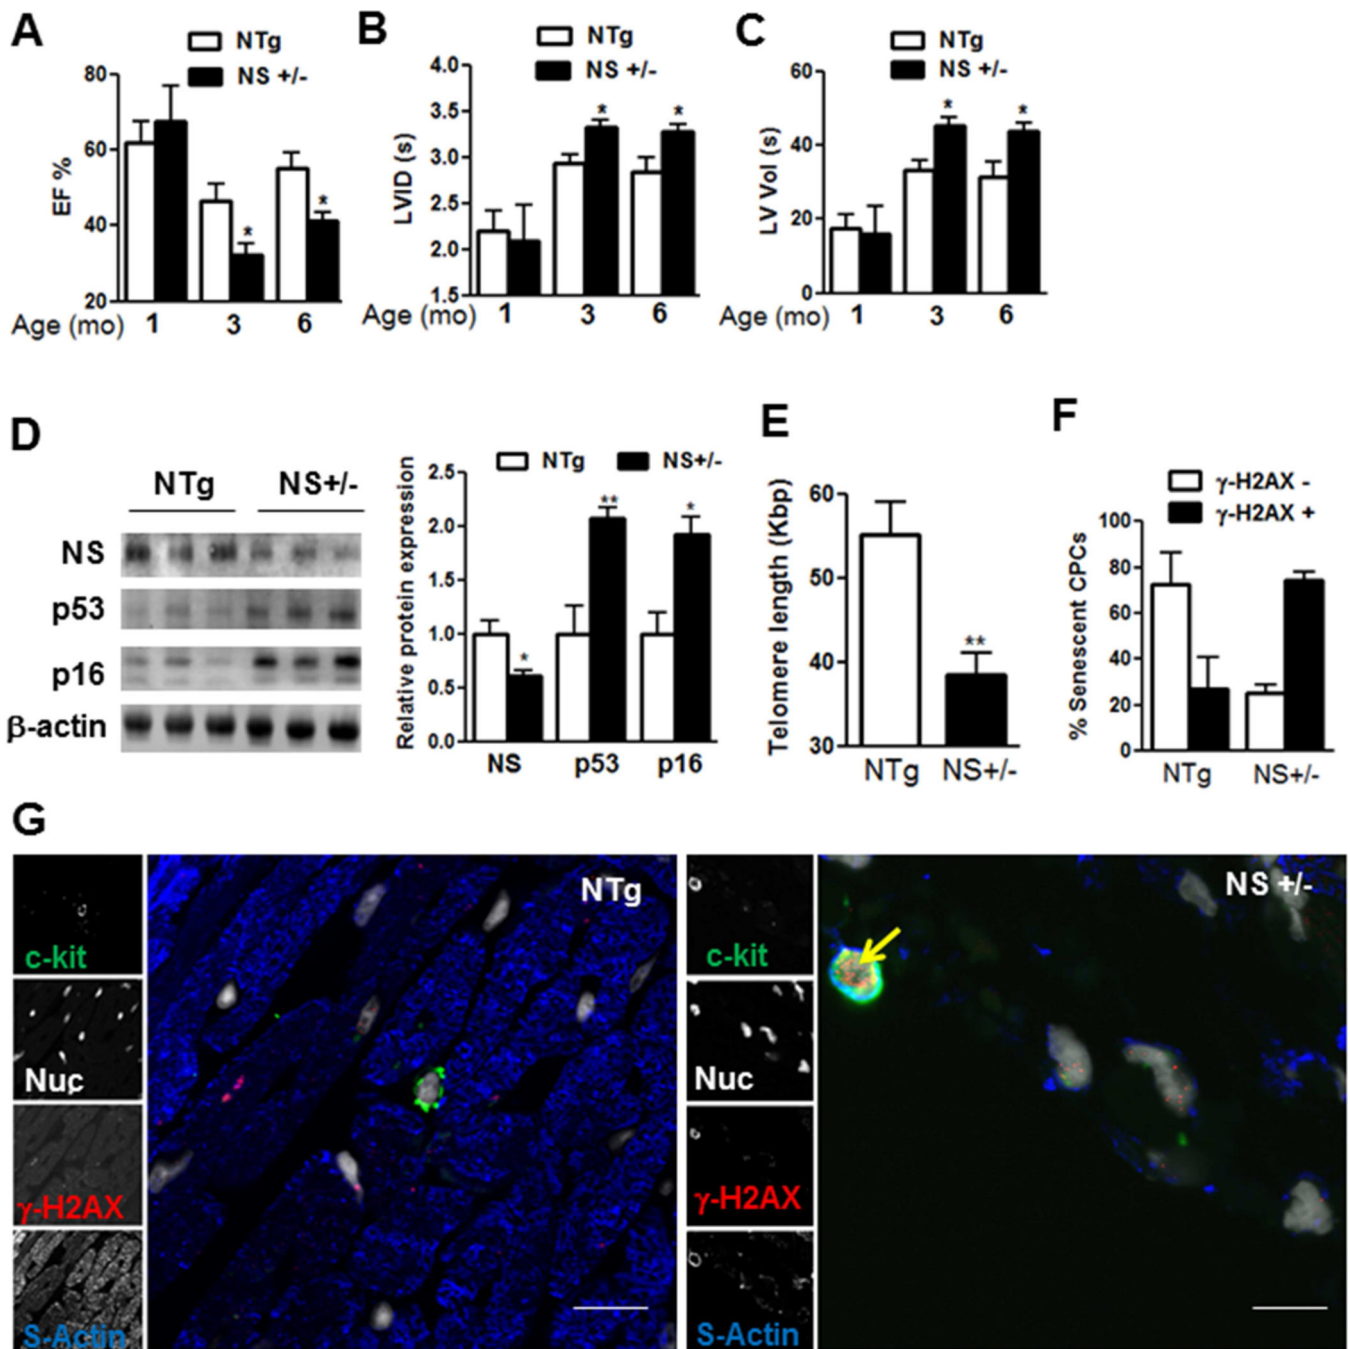 A
NTg
NS +/-
EF %
80
60
40
20
*
*
Age (mo) 1 3 6
B
NTg
NS +/-
LVID (s)
4.0
3.5
3.0
2.5
2.0
1.5
*
*
Age (mo) 1 3 6
C
NTg
NS +/-
LV Vol (s)
60
40
20
0
*
*
Age (mo) 1 3 6
D
NTg NS+/-
NS
p53
p16
β-actin
NTg NS+/-
Relative protein expression
2.5
2.0
1.5
1.0
0.5
0.0
*
**
*
NS p53 p16
E
Telomere length (Kbp)
60
50
40
30
**
NTg NS+/-
F
γ-H2AX -
γ-H2AX +
% Senescent CPCs
100
80
60
40
20
0
NTg NS+/-
G
c-kit
Nuc
γ-H2AX
S-Actin
NTg
c-kit
Nuc
γ-H2AX
S-Actin
NS +/-